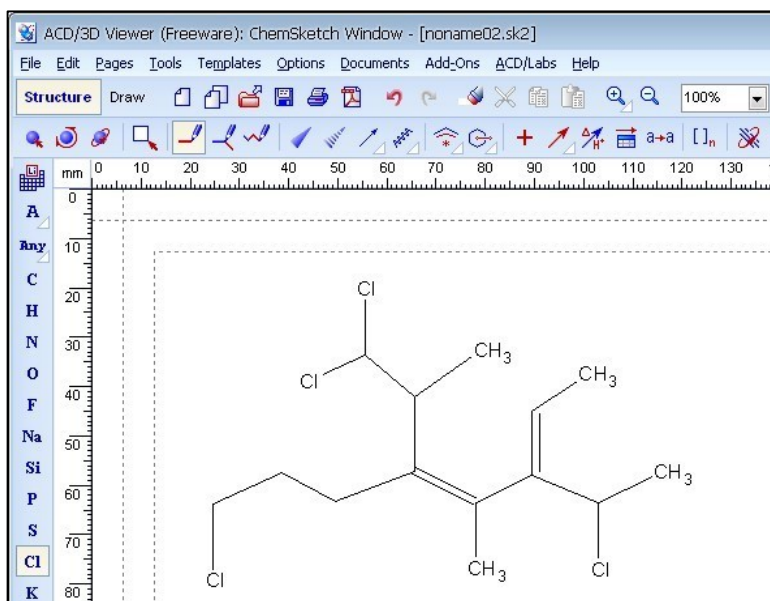 ACD/3D Viewer (Freeware): ChemSketch Window - [noname02.sk2]
File Edit Pages Tools Templates Options Documents Add-Ons ACD/Labs Help
Structure Draw 100%
a→a [ ]n
mm 0 10 20 30 40 50 60 70 80 90 100 110 120 130
0
A
Any 10
C
20
H
N 30
O
40
F
Na 50
Si
60
P
S 70
Cl
K 80
Cl
CH3
Cl
CH3
CH3
Cl
CH3
Cl